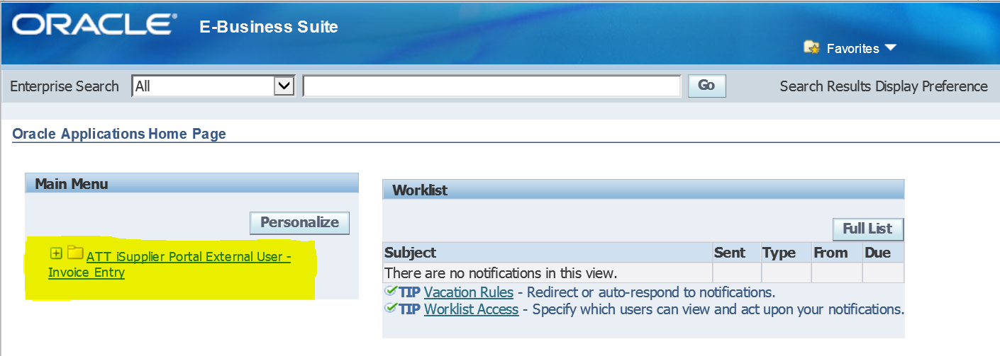 ORACLE® E-Business Suite
Favorites
Enterprise Search All Go Search Results Display Preference
Oracle Applications Home Page
Main Menu
Personalize
ATT iSupplier Portal External User -
Invoice Entry
Worklist
Full List
Subject Sent Type From Due
There are no notifications in this view.
TIP Vacation Rules - Redirect or auto-respond to notifications.
TIP Worklist Access - Specify which users can view and act upon your notifications.